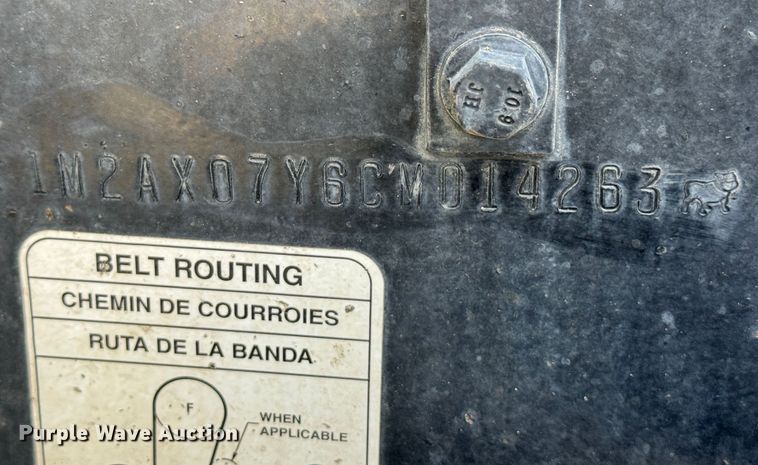 10.9
JH
1M2AX07Y6CM014263
BELT ROUTING
CHEMIN DE COURROIES
RUTA DE LA BANDA
F
WHEN
APPLICABLE
Purple Wave Auction